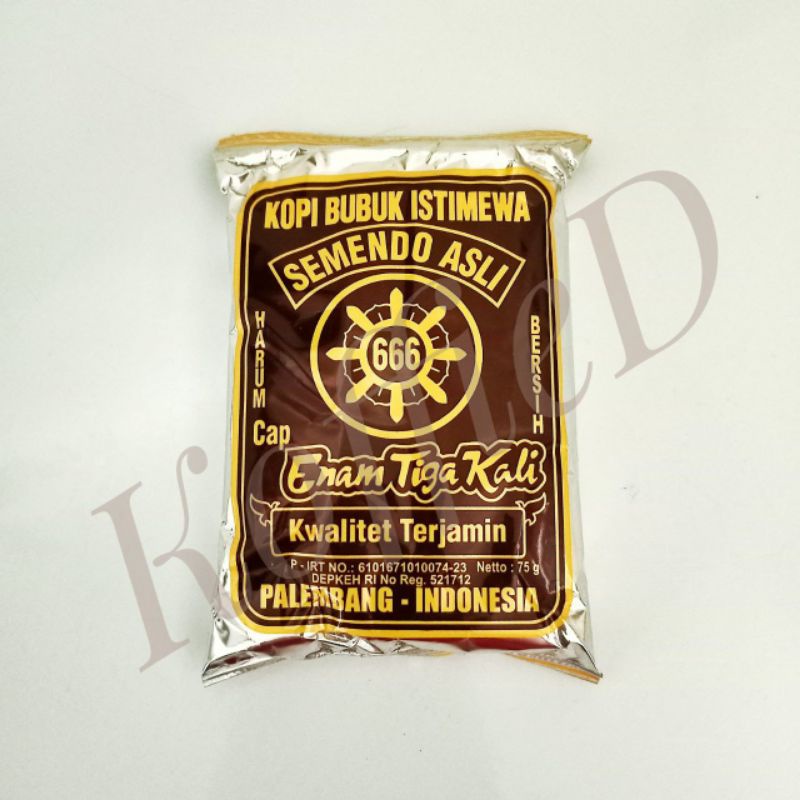 KOPI BUBUK ISTIMEWA
SEMENDO ASLI
HARUM
BERSIH
666
Cap
Enam Tiga Kali
Kwalitet Terjamin
P - IRT NO.: 6101671010074-23 Netto : 75 g
DEPKEH RI No Reg. 521712
PALEMBANG - INDONESIA